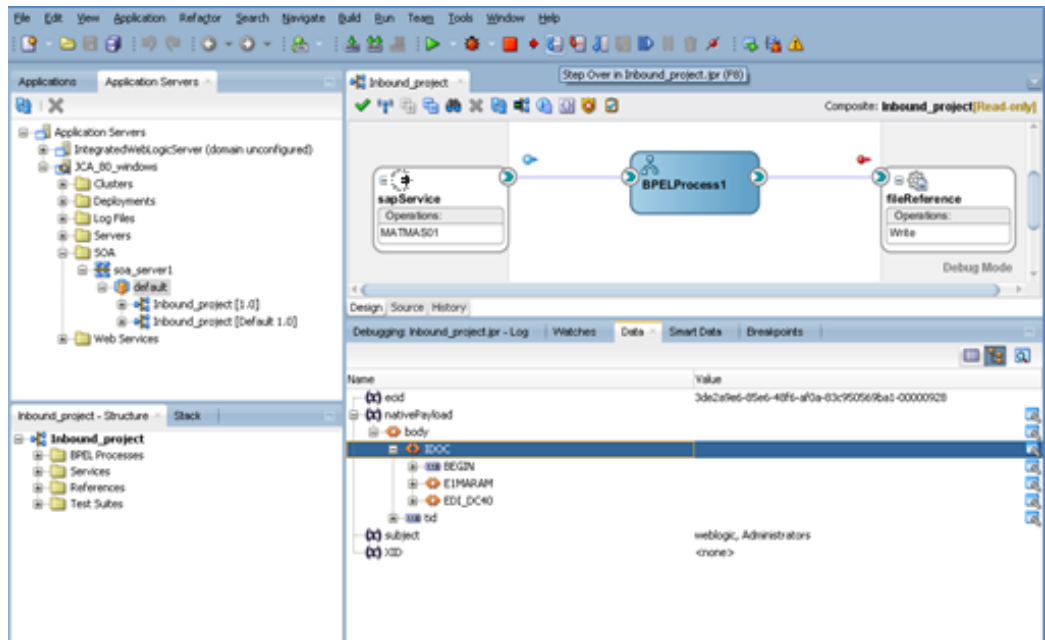 File Edit View Application Refactor Search Navigate Build Run Team Tools Window Help
Applications
Application Servers
Application Servers
IntegratedWebLogicServer (domain unconfigured)
JCA_80_windows
Clusters
Deployments
Log Files
Servers
SOA
soa_server1
default
Inbound_project [1.0]
Inbound_project [Default 1.0]
Web Services
Inbound_project - Structure
Stack
Inbound_project
BPEL Processes
Services
References
Test Suites
Inbound_project
Step Over in Inbound_project.jpr (F8)
Composite: Inbound_project[Read-only]
sapService
Operations:
MATMAS01
BPELProcess1
fileReference
Operations:
Write
Debug Mode
Design Source History
Debugging: Inbound_project.jpr - Log
Watches
Data
Smart Data
Breakpoints
Name Value
(x) ecid 3de2a9e6-85e6-48f6-af0a-83c950569ba1-00000928
(x) nativePayload
body
IDOC
BEGIN
E1MARAM
EDI_DC40
tid
(x) subject weblogic, Administrators
(x) XID <none>